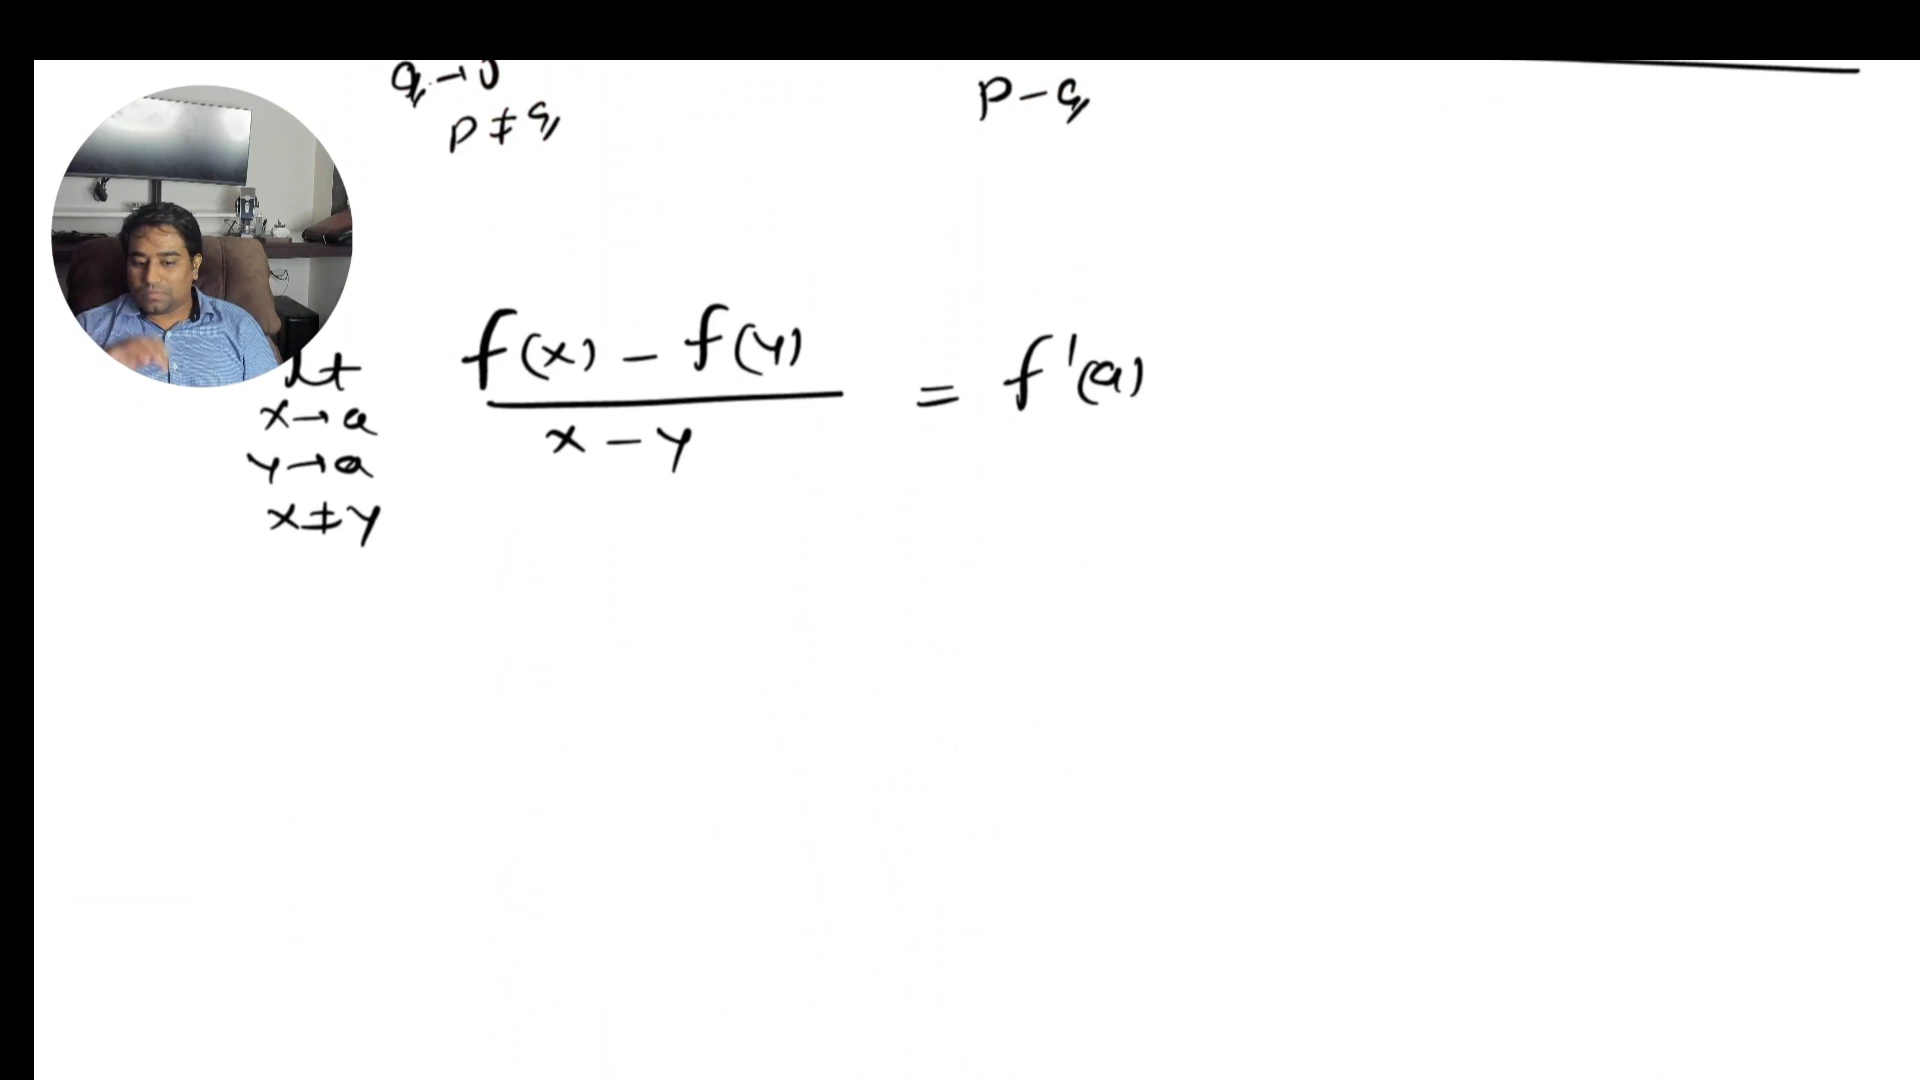 q → 0
p ≠ q
p - q
lt
x → a
y → a
x ≠ y
f(x) - f(y)
x - y
= f'(a)